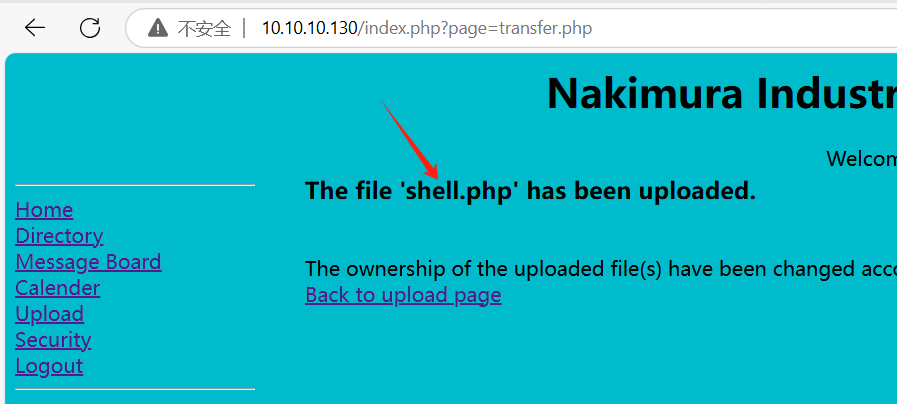 不安全 | 10.10.10.130/index.php?page=transfer.php
Nakimura Industr
Welcom
The file 'shell.php' has been uploaded.
Home
Directory
Message Board
Calender
Upload
Security
Logout
The ownership of the uploaded file(s) have been changed acco
Back to upload page